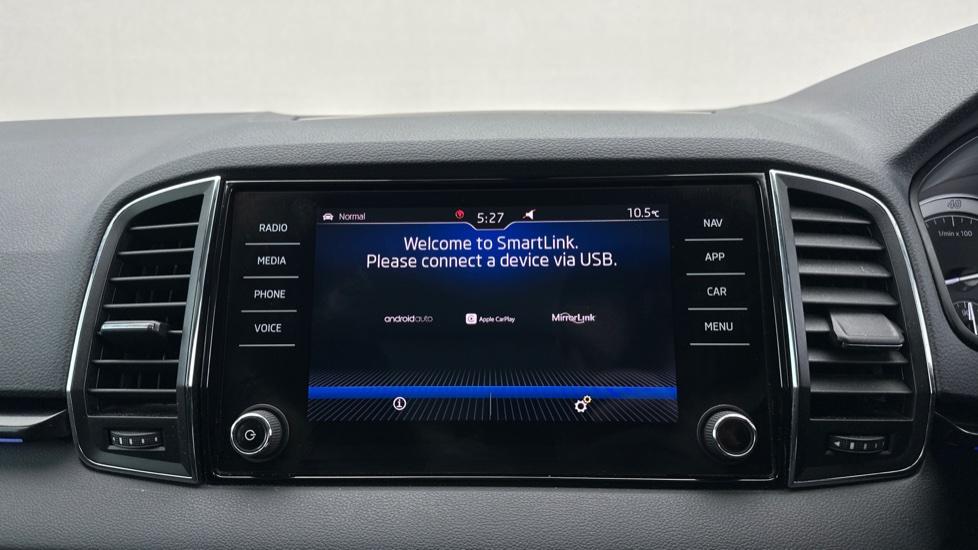 RADIO
MEDIA
PHONE
VOICE
Normal 5:27 10.5°C
Welcome to SmartLink.
Please connect a device via USB.
androidauto Apple CarPlay MirrorLink
NAV
APP
CAR
MENU
40
1/min x 100